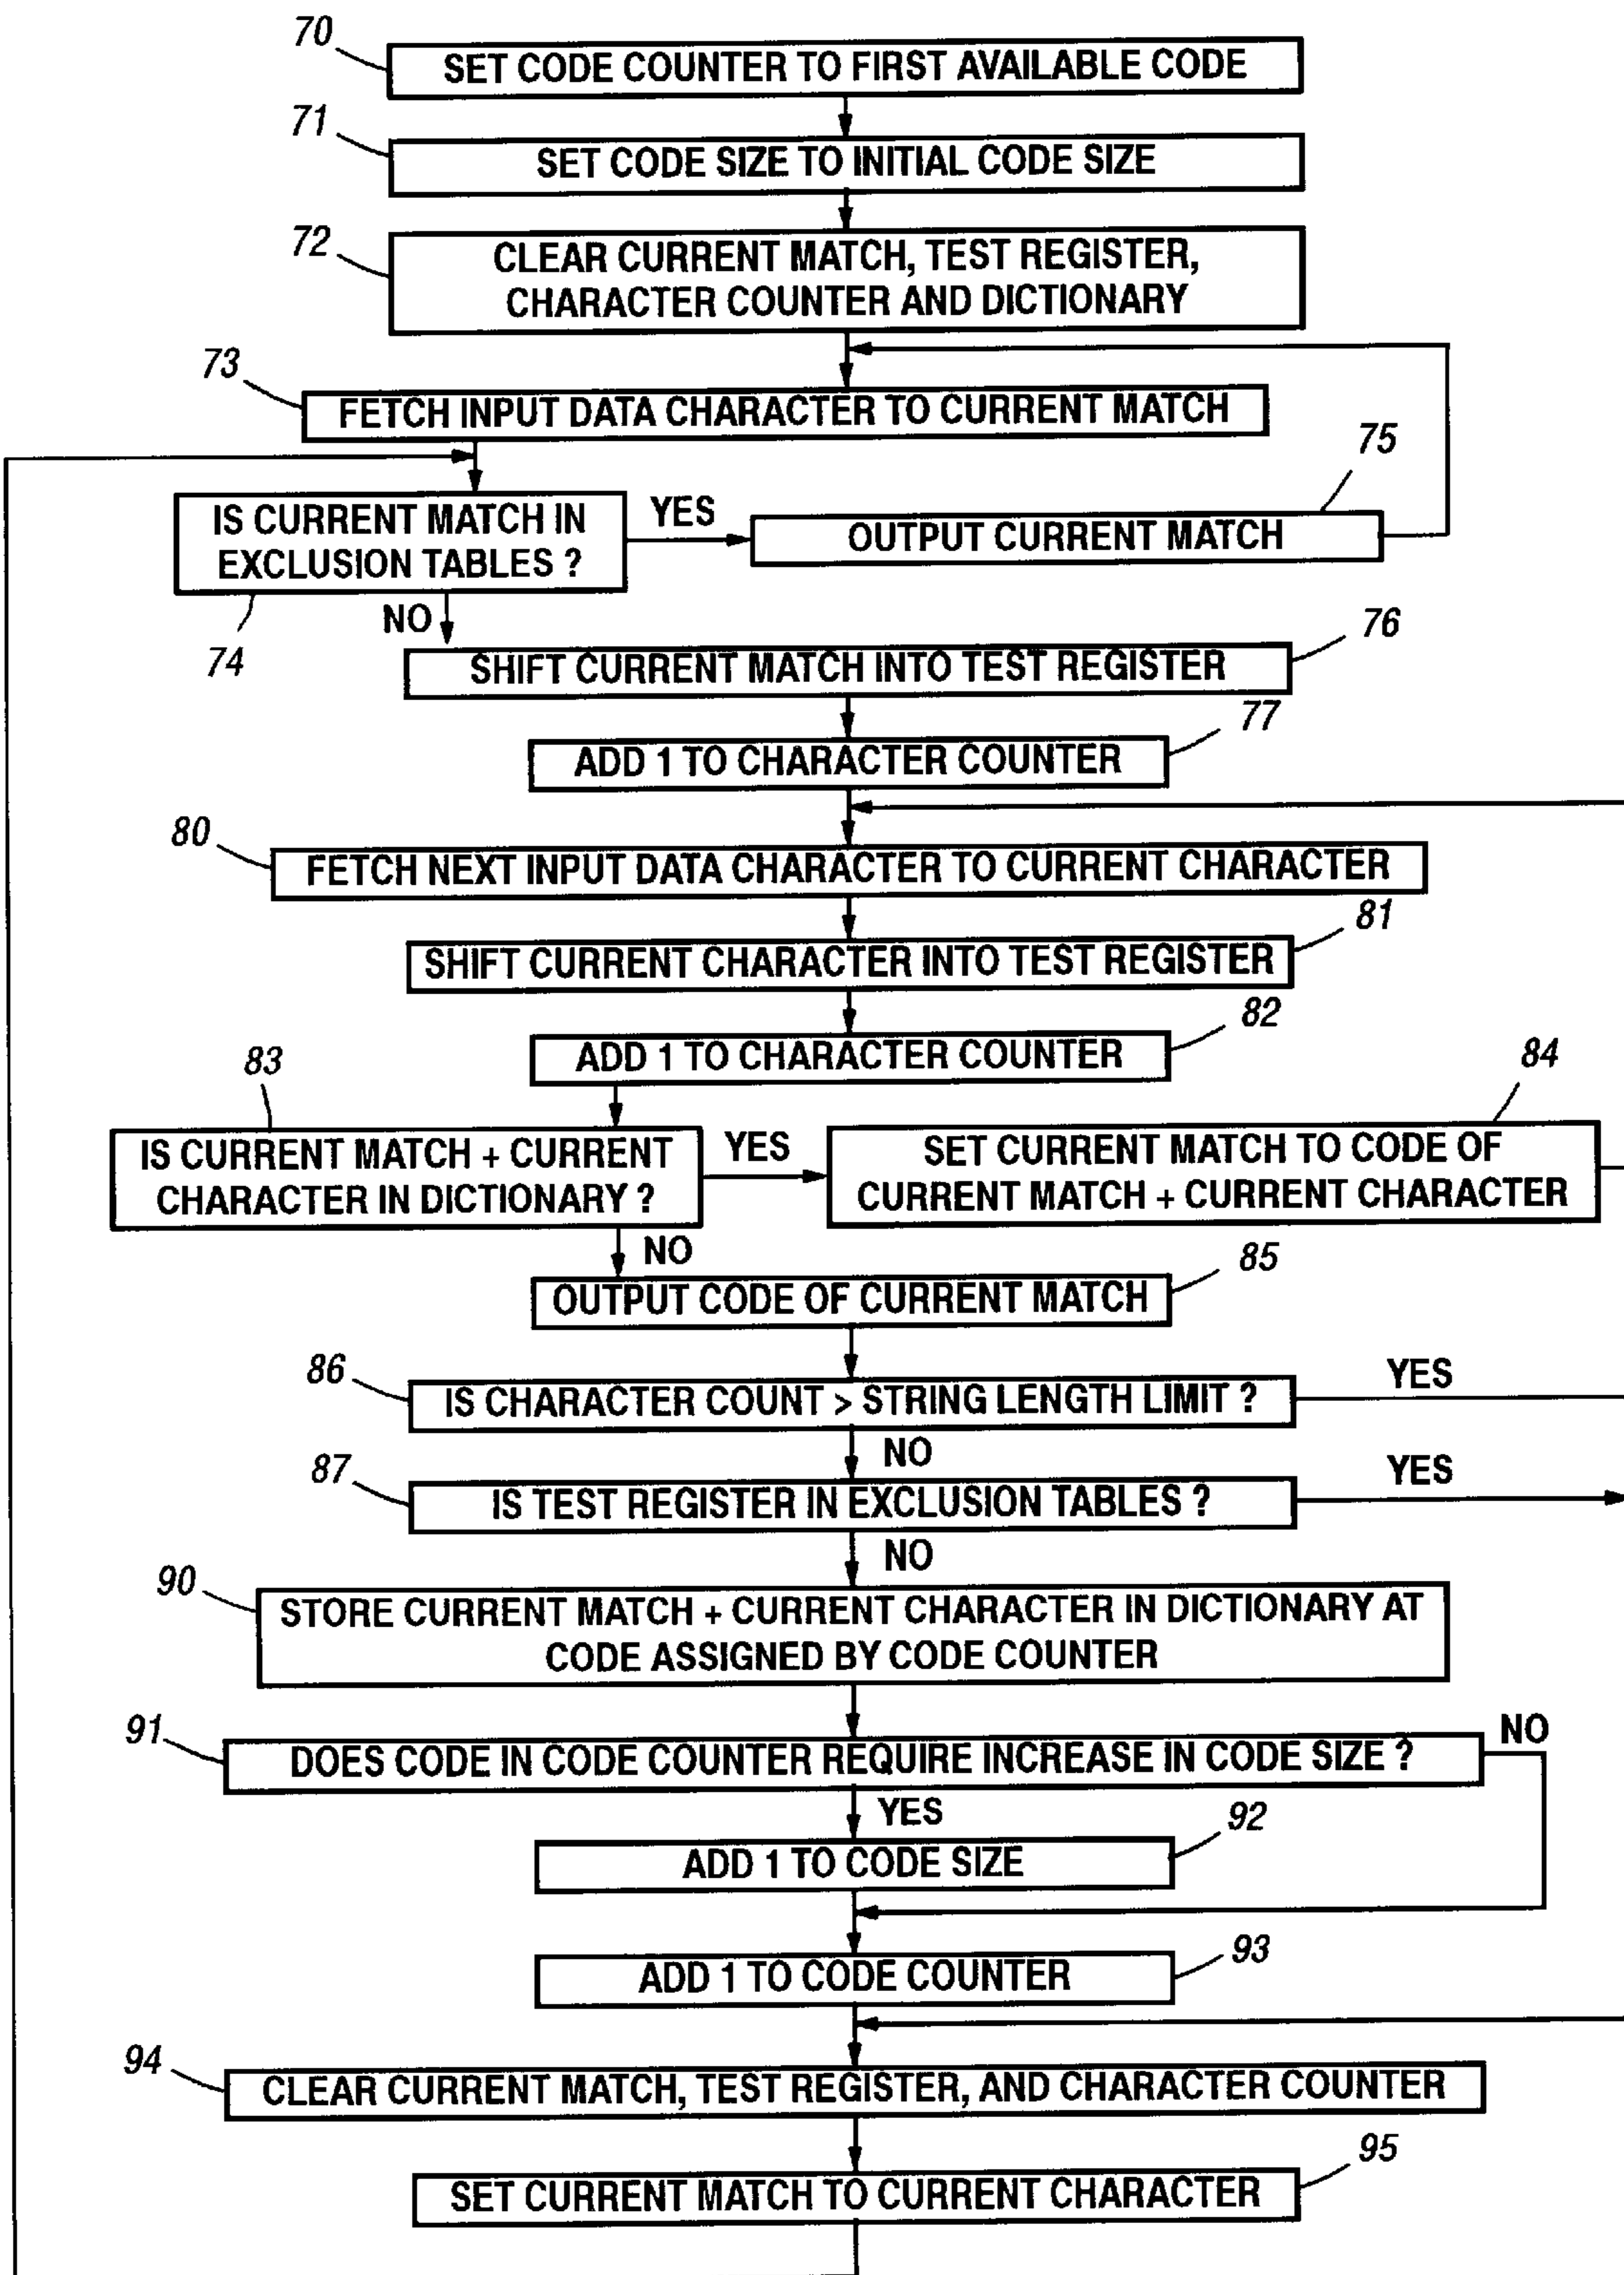 70
SET CODE COUNTER TO FIRST AVAILABLE CODE
71
SET CODE SIZE TO INITIAL CODE SIZE
72
CLEAR CURRENT MATCH, TEST REGISTER,
CHARACTER COUNTER AND DICTIONARY
73
FETCH INPUT DATA CHARACTER TO CURRENT MATCH
75
IS CURRENT MATCH IN
EXCLUSION TABLES ?
YES
OUTPUT CURRENT MATCH
NO
74
76
SHIFT CURRENT MATCH INTO TEST REGISTER
77
ADD 1 TO CHARACTER COUNTER
80
FETCH NEXT INPUT DATA CHARACTER TO CURRENT CHARACTER
81
SHIFT CURRENT CHARACTER INTO TEST REGISTER
82
ADD 1 TO CHARACTER COUNTER
83
84
IS CURRENT MATCH + CURRENT
CHARACTER IN DICTIONARY ?
YES
SET CURRENT MATCH TO CODE OF
CURRENT MATCH + CURRENT CHARACTER
NO
85
OUTPUT CODE OF CURRENT MATCH
86
IS CHARACTER COUNT > STRING LENGTH LIMIT ?
YES
NO
87
IS TEST REGISTER IN EXCLUSION TABLES ?
YES
NO
90
STORE CURRENT MATCH + CURRENT CHARACTER IN DICTIONARY AT
CODE ASSIGNED BY CODE COUNTER
91
DOES CODE IN CODE COUNTER REQUIRE INCREASE IN CODE SIZE ?
NO
YES
92
ADD 1 TO CODE SIZE
93
ADD 1 TO CODE COUNTER
94
CLEAR CURRENT MATCH, TEST REGISTER, AND CHARACTER COUNTER
95
SET CURRENT MATCH TO CURRENT CHARACTER